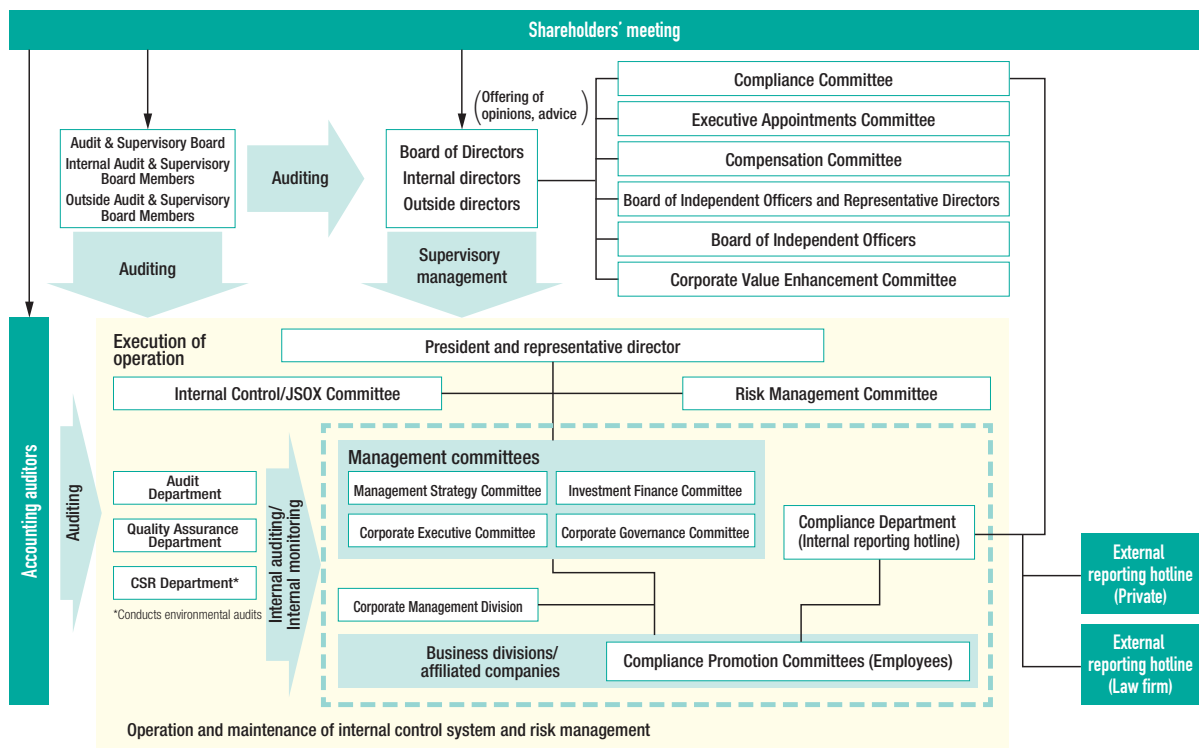 Shareholders' meeting
(Offering of
opinions, advice)
Compliance Committee
Executive Appointments Committee
Compensation Committee
Board of Independent Officers and Representative Directors
Board of Independent Officers
Corporate Value Enhancement Committee
Audit & Supervisory Board
Internal Audit & Supervisory
Board Members
Outside Audit & Supervisory
Board Members
Auditing
Board of Directors
Internal directors
Outside directors
Auditing
Supervisory
management
Accounting auditors
Auditing
Execution of
operation
President and representative director
Internal Control/JSOX Committee
Risk Management Committee
Audit
Department
Quality Assurance
Department
CSR Department*
*Conducts environmental audits
Internal auditing/
Internal monitoring
Management committees
Management Strategy Committee
Investment Finance Committee
Corporate Executive Committee
Corporate Governance Committee
Compliance Department
(Internal reporting hotline)
Corporate Management Division
Business divisions/
affiliated companies
Compliance Promotion Committees (Employees)
External
reporting hotline
(Private)
External
reporting hotline
(Law firm)
Operation and maintenance of internal control system and risk management